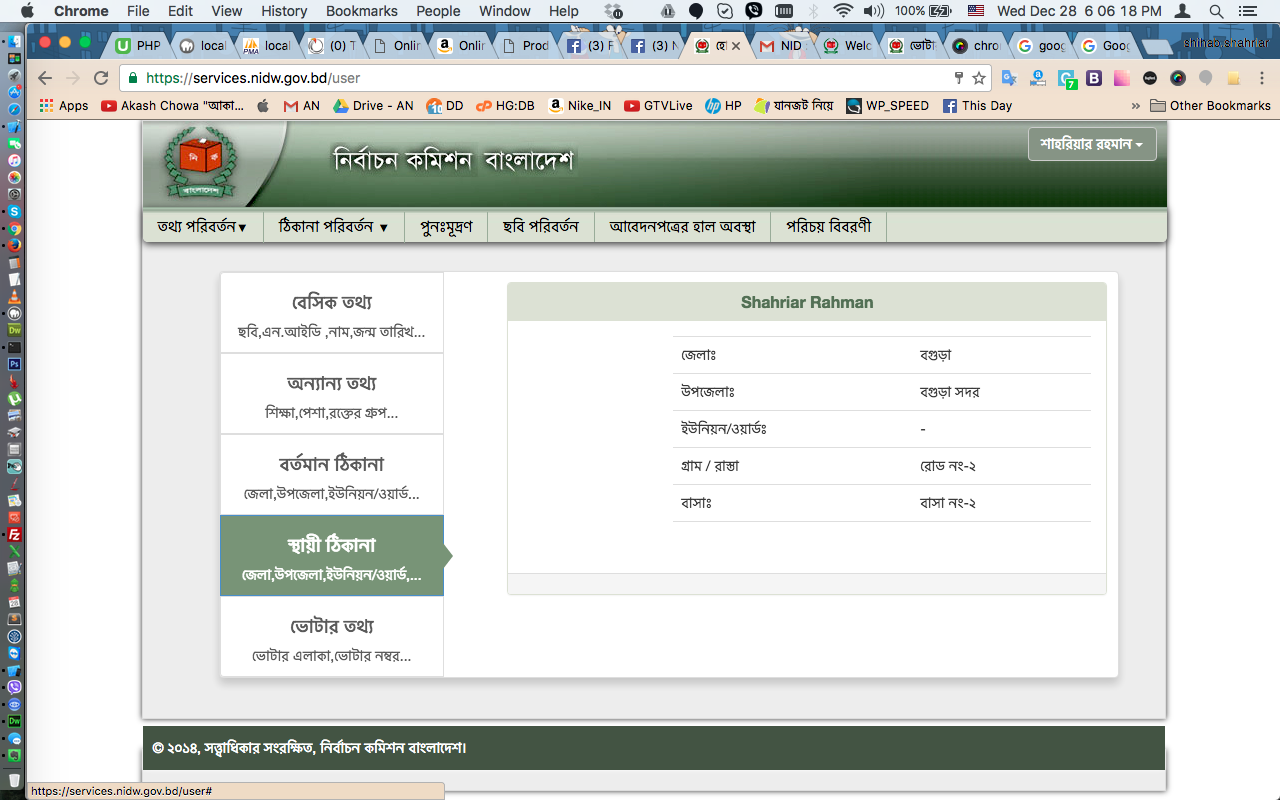 Chrome File Edit View History Bookmarks People Window Help 100% Wed Dec 28 6:06:18 PM
PHP local local (0) T Onlin Onlin Prod (3) F (3) N NID Welc ভোটা chro goog Goog shihab shahriar
https://services.nidw.gov.bd/user
Apps Akash Chowa "আকা... AN Drive - AN DD HG:DB Nike_IN GTVLive HP যানজট নিয়ে WP_SPEED This Day » Other Bookmarks
নির্বাচন কমিশন বাংলাদেশ
শাহরিয়ার রহমান
তথ্য পরিবর্তন▼ ঠিকানা পরিবর্তন ▼ পুনঃমূদ্রণ ছবি পরিবর্তন আবেদনপত্রের হাল অবস্থা পরিচয় বিবরণী
বেসিক তথ্য
ছবি,এন.আইডি ,নাম,জন্ম তারিখ...
অন্যান্য তথ্য
শিক্ষা,পেশা,রক্তের গ্রুপ...
বর্তমান ঠিকানা
জেলা,উপজেলা,ইউনিয়ন/ওয়ার্ড...
স্থায়ী ঠিকানা
জেলা,উপজেলা,ইউনিয়ন/ওয়ার্ড,...
ভোটার তথ্য
ভোটার এলাকা,ভোটার নম্বর...
Shahriar Rahman
জেলাঃ বগুড়া
উপজেলাঃ বগুড়া সদর
ইউনিয়ন/ওয়ার্ডঃ -
গ্রাম / রাস্তা রোড নং-২
বাসাঃ বাসা নং-২
© ২০১৪, সত্ত্বাধিকার সংরক্ষিত, নির্বাচন কমিশন বাংলাদেশ।
https://services.nidw.gov.bd/user#